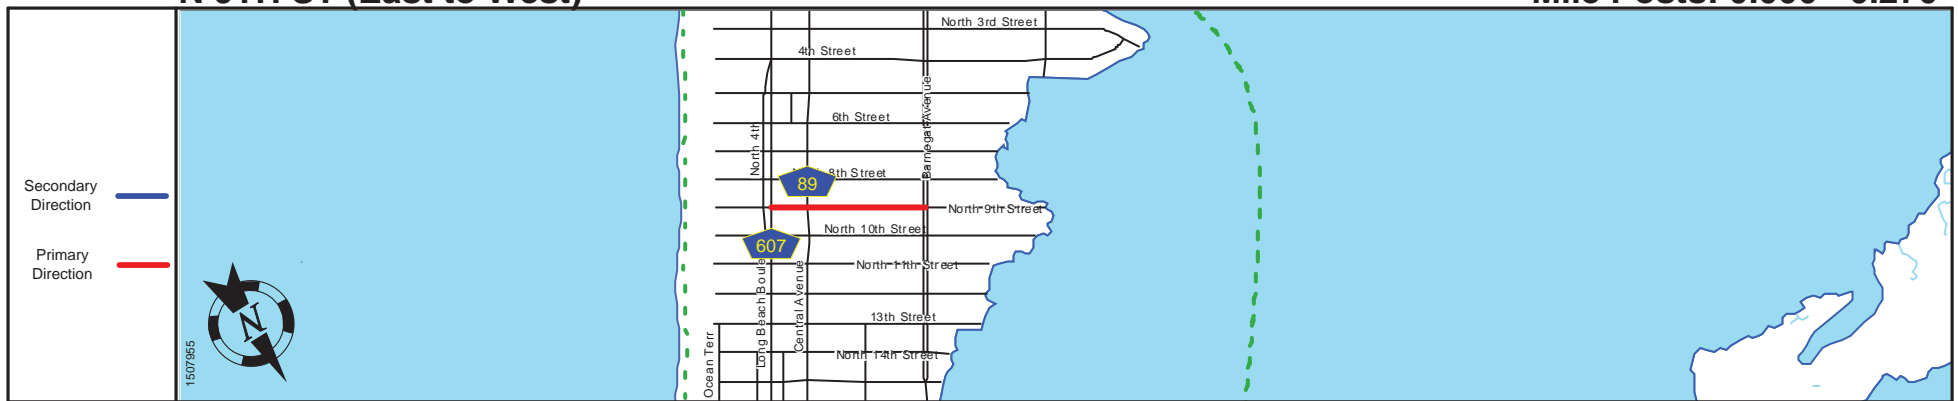 North 3rd Street
4th Street
Barnegat Avenue
6th Street
North 4th
8th Street
89
Secondary
Direction
North 9th Street
North 10th Street
607
Primary
Direction
North 11th Street
Long Beach Boule
Central Avenue
N
13th Street
1507955
Ocean Terr
North 14th Street